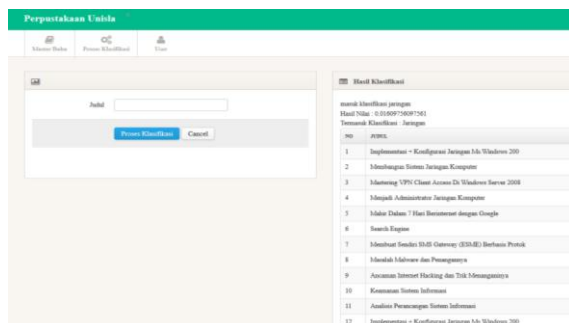 Perpustakaan Unisla
Master Buku
Proses Klasifikasi
User
Judul
Proses Klasifikasi
Cancel
Hasil Klasifikasi
masuk klasifikasi jaringan
Hasil Nilai : 0.01609756097561
Termasuk Klasifikasi : Jaringan
NO JUDUL
1 Implementasi + Konfigurasi Jaringan Ms Windows 200
2 Membangun Sistem Jaringan Komputer
3 Mastering VPN Client Access Di Windows Server 2008
4 Menjadi Administrator Jaringan Komputer
5 Mahir Dalam 7 Hari Berinternet dengan Google
6 Search Engine
7 Membuat Sendiri SMS Gateway (ESME) Berbasis Protok
8 Masalah Malware dan Penangannya
9 Ancaman Internet Hacking dan Trik Menanganinya
10 Keamanan Sistem Informasi
11 Analisis Perancangan Sistem Informasi
12 Implementasi + Konfigurasi Jaringan Ms Windows 200